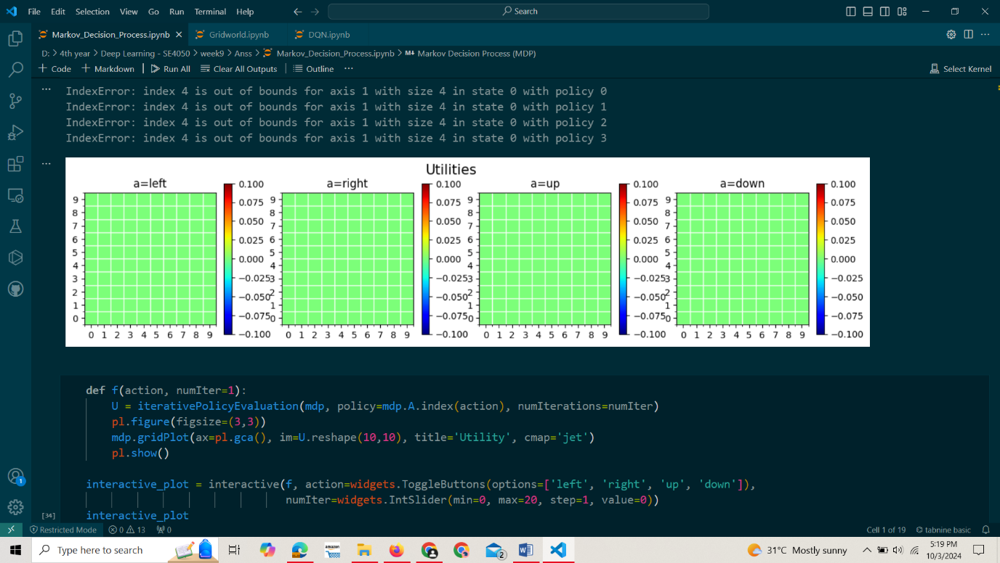 File Edit Selection View Go Run Terminal Help Search
Markov_Decision_Process.ipynb Gridworld.ipynb DQN.ipynb
D: > 4th year > Deep Learning - SE4050 > week9 > Anss > Markov_Decision_Process.ipynb > M↓ Markov Decision Process (MDP)
+ Code + Markdown | Run All Clear All Outputs | Outline ... Select Kernel
... IndexError: index 4 is out of bounds for axis 1 with size 4 in state 0 with policy 0
IndexError: index 4 is out of bounds for axis 1 with size 4 in state 0 with policy 1
IndexError: index 4 is out of bounds for axis 1 with size 4 in state 0 with policy 2
IndexError: index 4 is out of bounds for axis 1 with size 4 in state 0 with policy 3
...
Utilities
a=left a=right a=up a=down
9 0.100 9 0.100 9 0.100 9 0.100
8 0.075 8 0.075 8 0.075 8 0.075
7 0.050 7 0.050 7 0.050 7 0.050
6 0.025 6 0.025 6 0.025 6 0.025
5 0.000 5 0.000 5 0.000 5 0.000
4 −0.025 4 −0.025 4 −0.025 4 −0.025
3 −0.050 3 −0.050 3 −0.050 3 −0.050
2 −0.075 2 −0.075 2 −0.075 2 −0.075
1 −0.100 1 −0.100 1 −0.100 1 −0.100
0 0 0 0
0 1 2 3 4 5 6 7 8 9 0 1 2 3 4 5 6 7 8 9 0 1 2 3 4 5 6 7 8 9 0 1 2 3 4 5 6 7 8 9
def f(action, numIter=1):
U = iterativePolicyEvaluation(mdp, policy=mdp.A.index(action), numIterations=numIter)
pl.figure(figsize=(3,3))
mdp.gridPlot(ax=pl.gca(), im=U.reshape(10,10), title='Utility', cmap='jet')
pl.show()
interactive_plot = interactive(f, action=widgets.ToggleButtons(options=['left', 'right', 'up', 'down']),
numIter=widgets.IntSlider(min=0, max=20, step=1, value=0))
[34] interactive_plot
1
Restricted Mode 0 13 0 Cell 1 of 19 tabnine basic
Type here to search amazon 2 31°C Mostly sunny 5:19 PM
10/3/2024